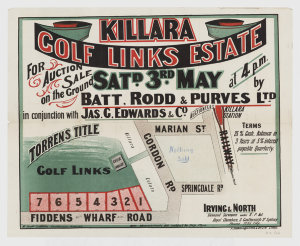 KILLARA
GOLF LINKS ESTATE
FOR AUCTION SALE
on the Ground
SATD 3RD MAY
at 4 p.m.
by
BATT, RODD & PURVES LTD
in conjunction with JAS. C. EDWARDS & CO
KILLARA STATION
TORRENS TITLE
GOLF LINKS
MARIAN ST
GORDON RD
SPRINGDALE RD
TERMS
7 6 5 4 3 2 1
FIDDENS WHARF ROAD
IRVING & NORTH